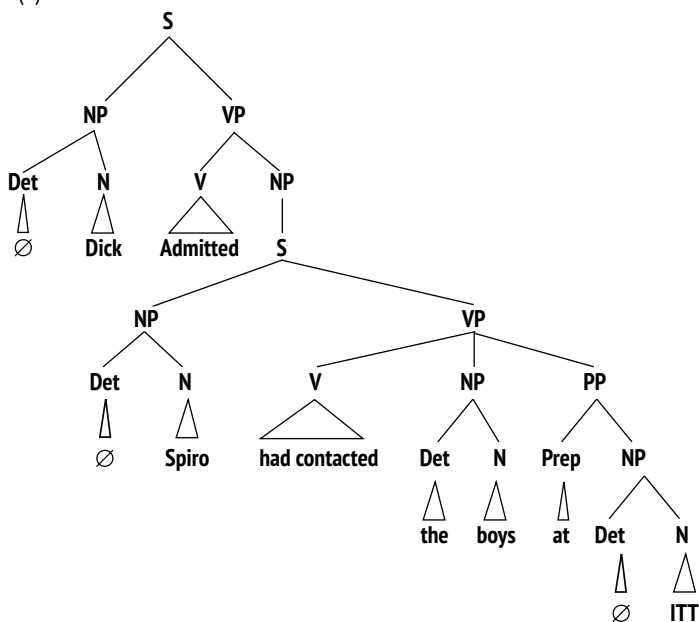 S
NP VP
Det N V NP
∅ Dick Admitted S
NP VP
Det N V NP PP
∅ Spiro had contacted Det N Prep NP
the boys at Det N
∅ ITT